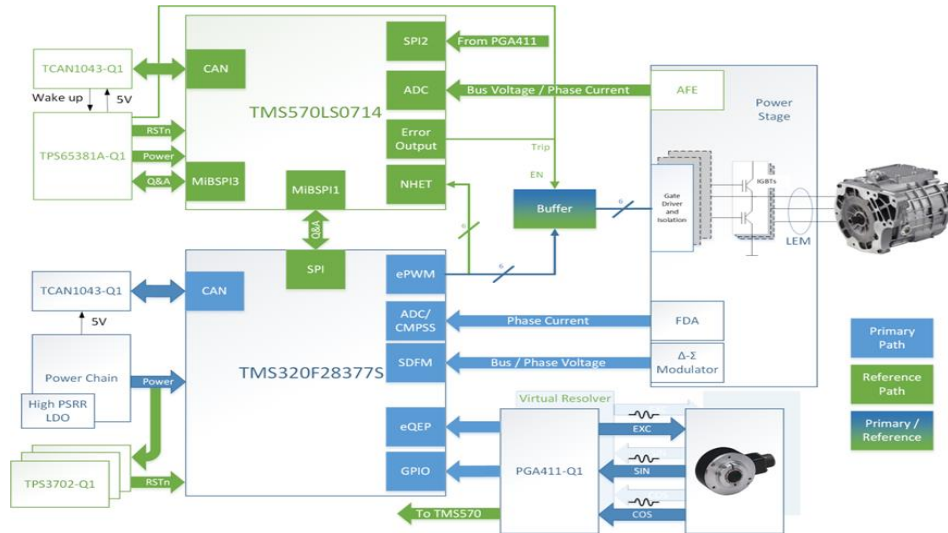 TCAN1043-Q1
Wake up
5V
TPS65381A-Q1
RSTn
Power
Q&A
CAN
MiBSPI3
TMS570LS0714
MiBSPI1
SPI2
ADC
Error
Output
NHET
From PGA411
Bus Voltage / Phase Current
Trip
EN
Buffer
6
6
6
AFE
Power
Stage
Gate
Driver
and
Isolation
IGBTs
LEM
Q&A
SPI
TCAN1043-Q1
5V
Power Chain
High PSRR
LDO
Power
TPS3702-Q1
RSTn
CAN
TMS320F28377S
ePWM
ADC/
CMPSS
SDFM
eQEP
GPIO
Phase Current
Bus / Phase Voltage
FDA
Δ-Σ
Modulator
Virtual Resolver
PGA411-Q1
EXC
SIN
COS
To TMS570
Primary
Path
Reference
Path
Primary /
Reference